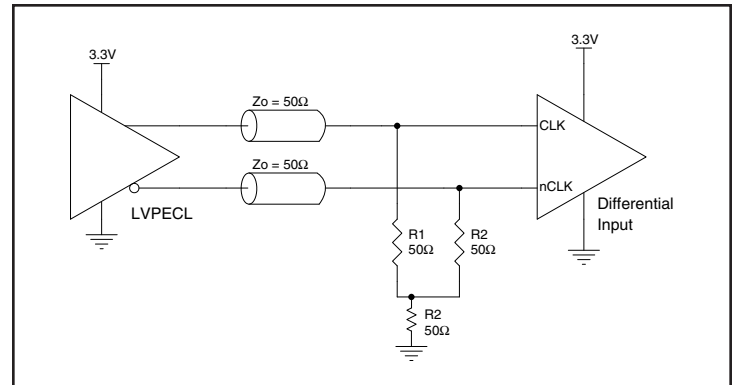 3.3V
3.3V
Zo = 50Ω
CLK
Zo = 50Ω
nCLK
LVPECL
Differential
Input
R1
50Ω
R2
50Ω
R2
50Ω